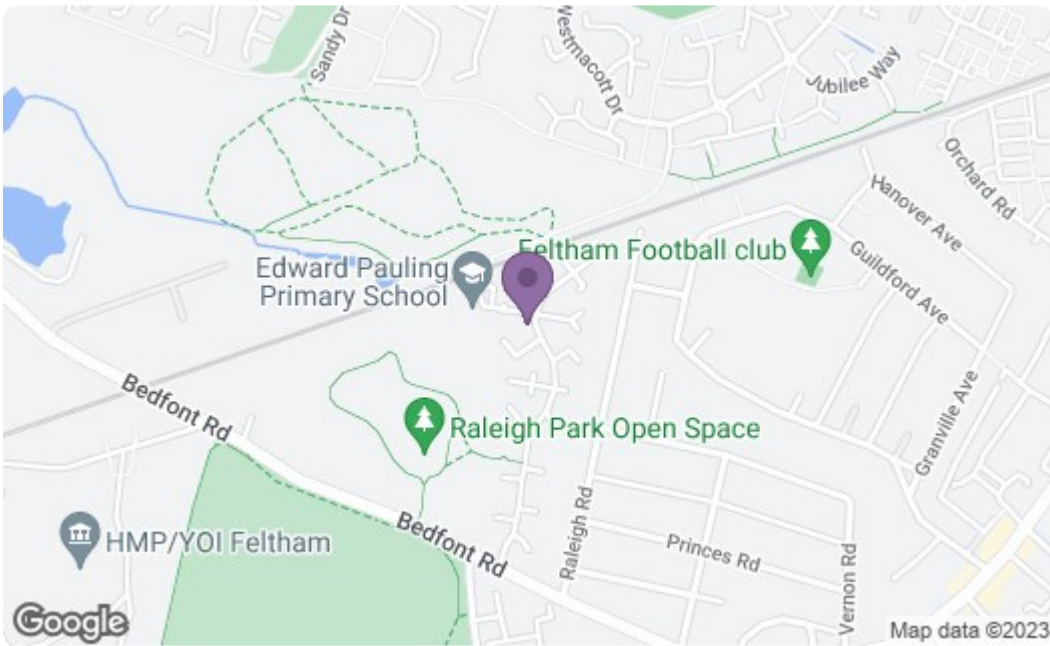 Sandy Dr
Westmacott Dr
Jubilee Way
Orchard Rd
Hanover Ave
Feltham Football club
Guildford Ave
Edward Pauling
Primary School
Bedfont Rd
Raleigh Park Open Space
Granville Ave
HMP/YOI Feltham
Bedfont Rd
Raleigh Rd
Princes Rd
Vernon Rd
Google
Map data ©2023